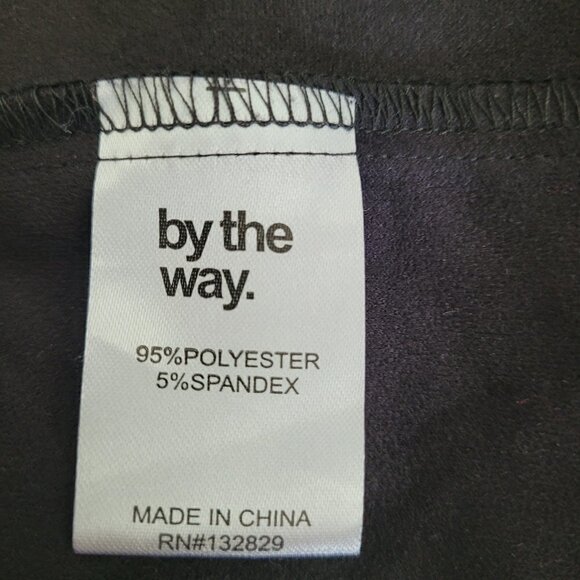 by the
way.
95%POLYESTER
5%SPANDEX
MADE IN CHINA
RN#132829